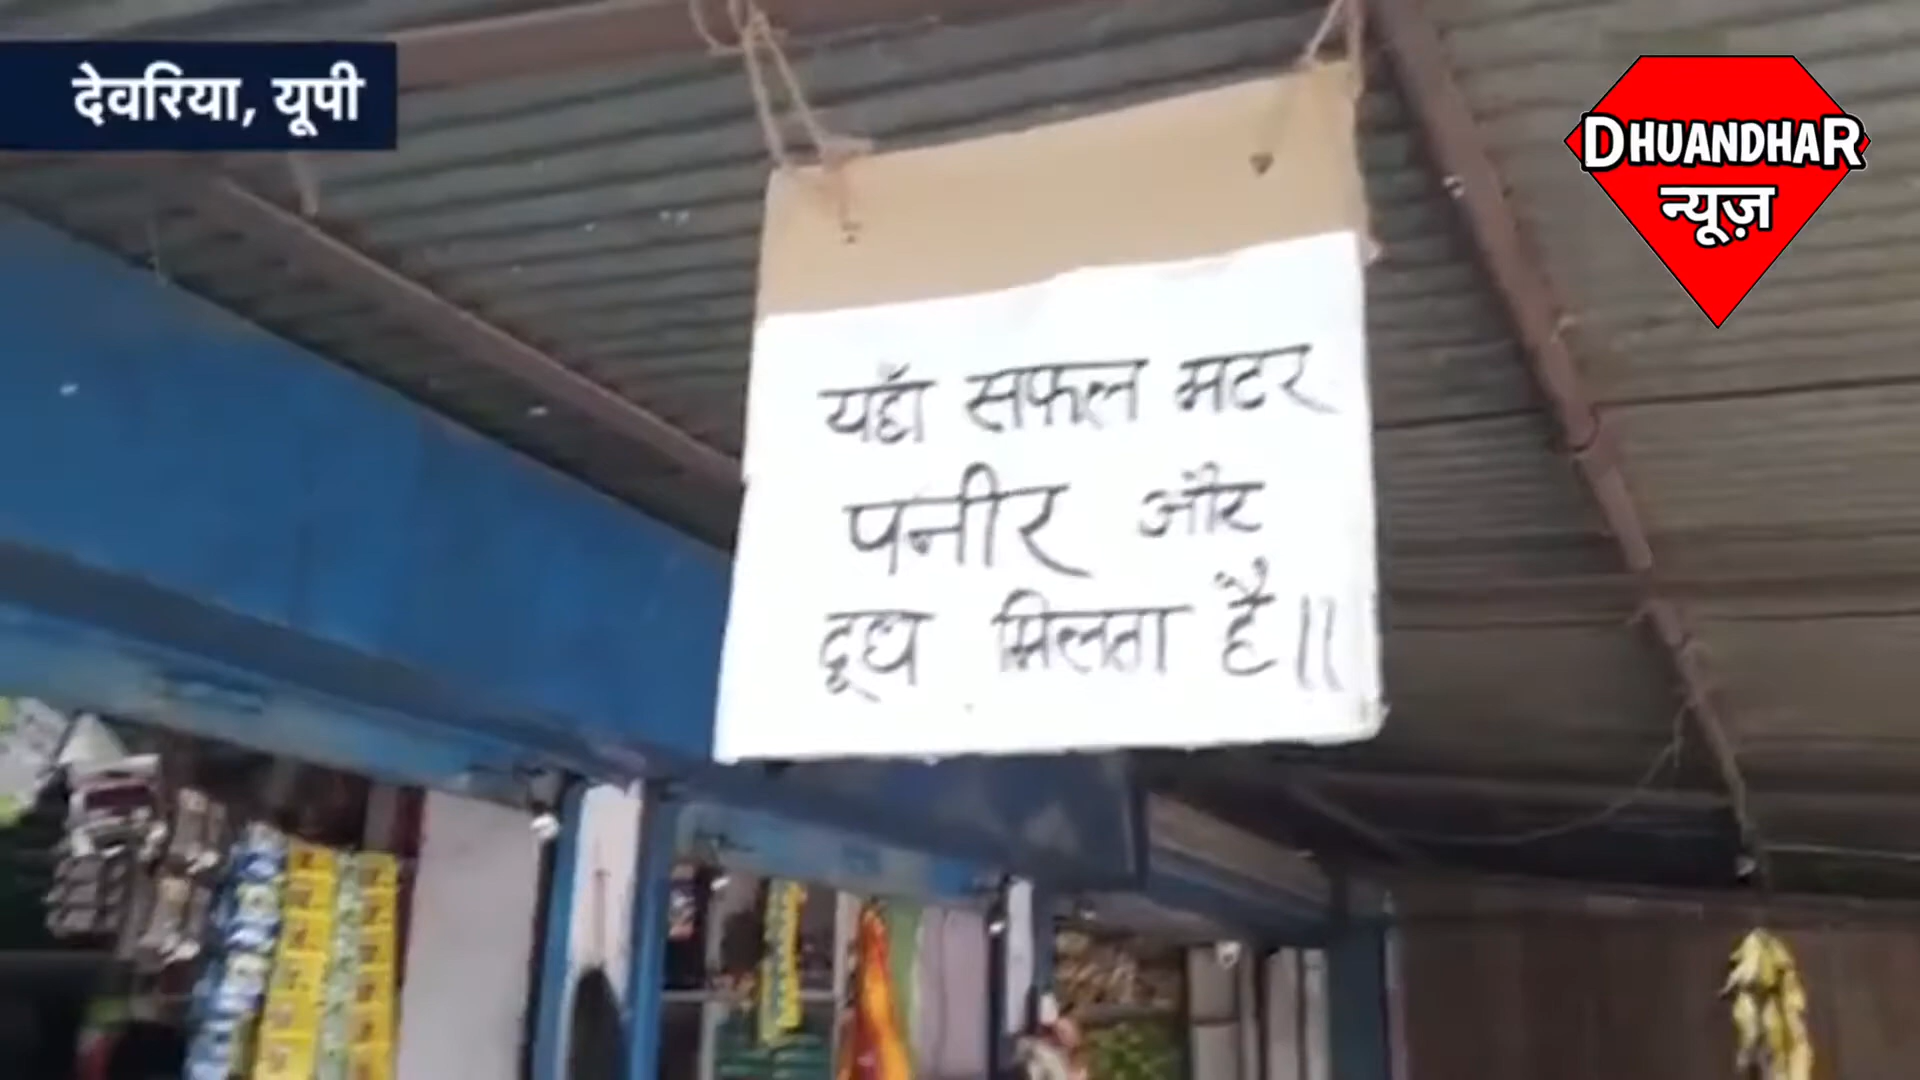 देवरिया, यूपी
DHUANDHAR
न्यूज़
यहाँ सफल मटर
पनीर और
दूध मिलता है॥